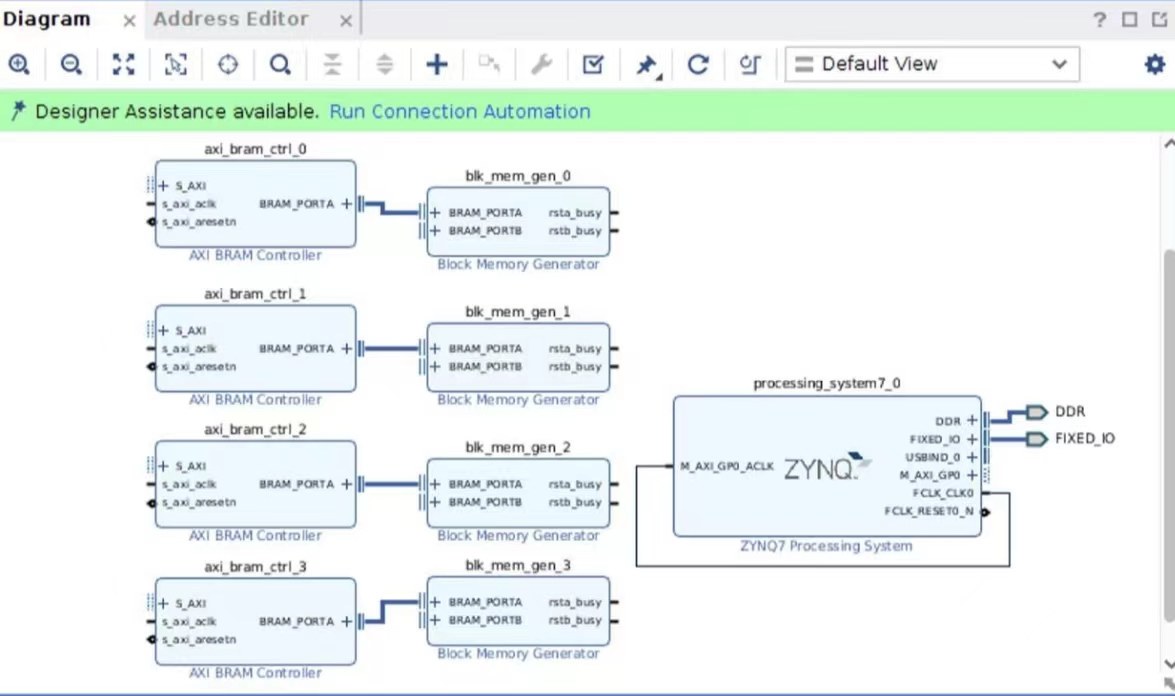 Diagram
Address Editor
Default View
Designer Assistance available. Run Connection Automation
axi_bram_ctrl_0
S_AXI
s_axi_aclk
s_axi_aresetn
BRAM_PORTA
AXI BRAM Controller
blk_mem_gen_0
BRAM_PORTA
BRAM_PORTB
rsta_busy
rstb_busy
Block Memory Generator
axi_bram_ctrl_1
S_AXI
s_axi_aclk
s_axi_aresetn
BRAM_PORTA
AXI BRAM Controller
blk_mem_gen_1
BRAM_PORTA
BRAM_PORTB
rsta_busy
rstb_busy
Block Memory Generator
axi_bram_ctrl_2
S_AXI
s_axi_aclk
s_axi_aresetn
BRAM_PORTA
AXI BRAM Controller
blk_mem_gen_2
BRAM_PORTA
BRAM_PORTB
rsta_busy
rstb_busy
Block Memory Generator
axi_bram_ctrl_3
S_AXI
s_axi_aclk
s_axi_aresetn
BRAM_PORTA
AXI BRAM Controller
blk_mem_gen_3
BRAM_PORTA
BRAM_PORTB
rsta_busy
rstb_busy
Block Memory Generator
processing_system7_0
M_AXI_GP0_ACLK
ZYNQ
DDR
FIXED_IO
USBIND_0
M_AXI_GP0
FCLK_CLK0
FCLK_RESET0_N
ZYNQ7 Processing System
DDR
FIXED_IO